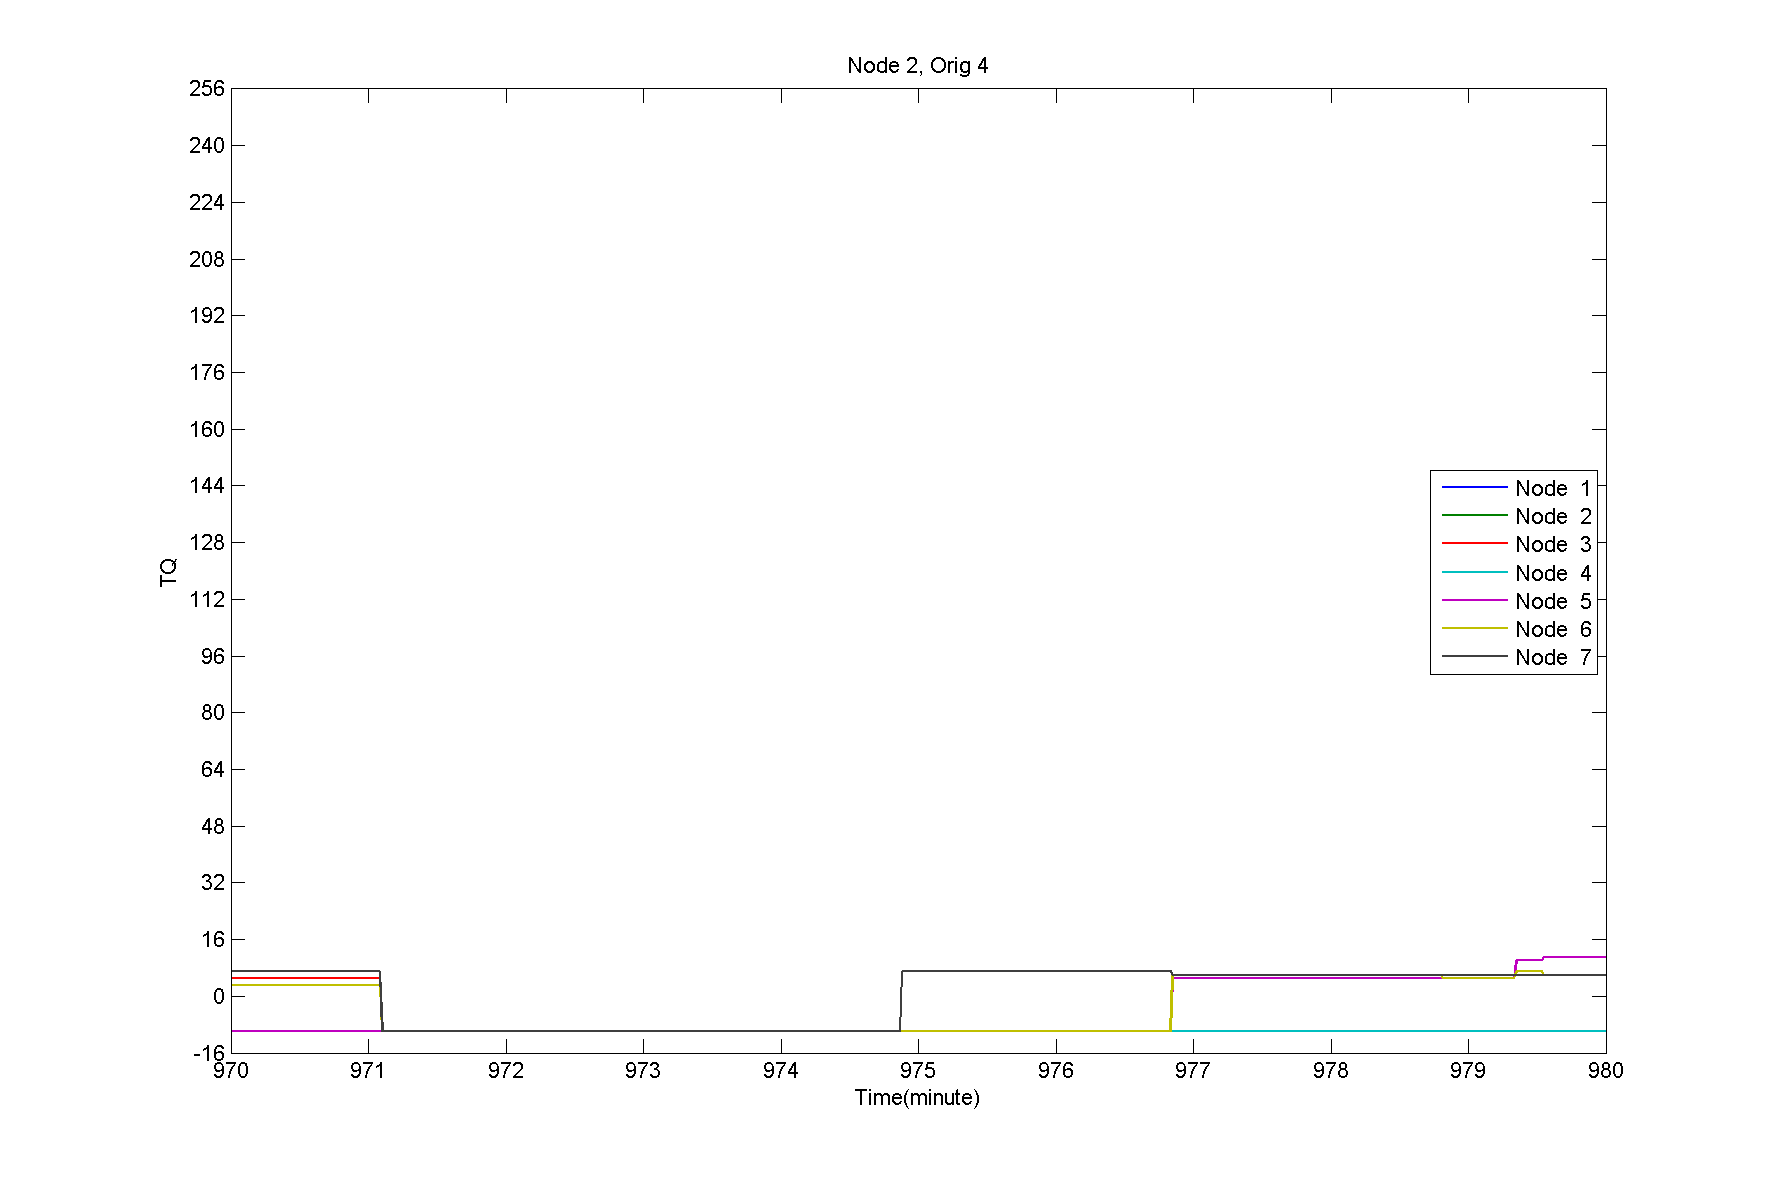 Node 2, Orig 4
256
240
224
208
192
176
160
144
128
112
96
80
64
48
32
16
0
-16
TQ
Node 1
Node 2
Node 3
Node 4
Node 5
Node 6
Node 7
970 971 972 973 974 975 976 977 978 979 980
Time(minute)